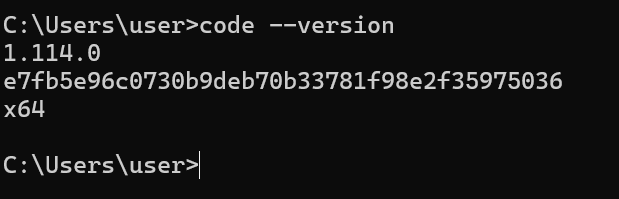 C:\Users\user>code --version
1.114.0
e7fb5e96c0730b9deb70b33781f98e2f35975036
x64
C:\Users\user>